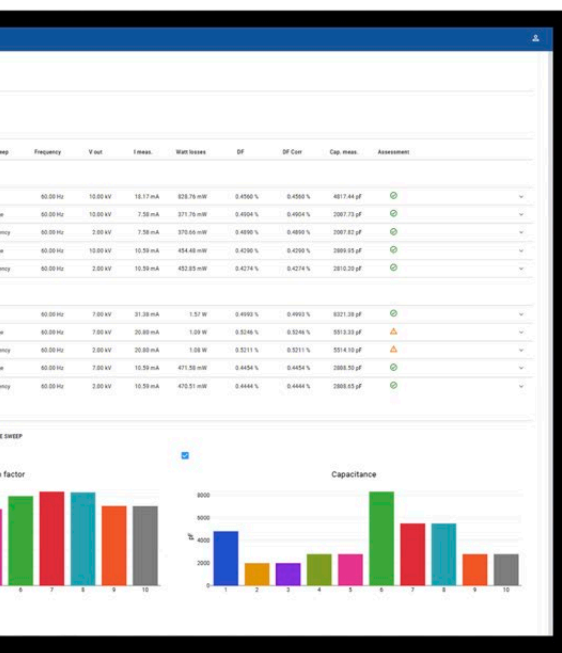 eep Frequency V out I meas. Watt losses DF DF Corr Cap. meas. Assessment
60.00 Hz 10.00 kV 18.17 mA 828.76 mW 0.4560 % 0.4560 % 4817.44 pF
e 60.00 Hz 10.00 kV 7.58 mA 371.76 mW 0.4904 % 0.4904 % 2007.73 pF
ency 60.00 Hz 2.00 kV 7.58 mA 370.66 mW 0.4890 % 0.4890 % 2007.82 pF
e 60.00 Hz 10.00 kV 10.59 mA 454.48 mW 0.4290 % 0.4290 % 2809.05 pF
ency 60.00 Hz 2.00 kV 10.59 mA 452.85 mW 0.4274 % 0.4274 % 2810.20 pF
60.00 Hz 7.00 kV 31.38 mA 1.57 W 0.4993 % 0.4993 % 8321.38 pF
e 60.00 Hz 7.00 kV 20.80 mA 1.09 W 0.5246 % 0.5246 % 5513.33 pF
ency 60.00 Hz 2.00 kV 20.80 mA 1.08 W 0.5211 % 0.5211 % 5514.10 pF
e 60.00 Hz 7.00 kV 10.59 mA 471.58 mW 0.4454 % 0.4454 % 2808.50 pF
ency 60.00 Hz 2.00 kV 10.59 mA 470.51 mW 0.4444 % 0.4444 % 2808.65 pF
E SWEEP
factor Capacitance
8000
6000
pF
4000
2000
0
6 7 8 9 10 1 2 3 4 5 6 7 8 9 10